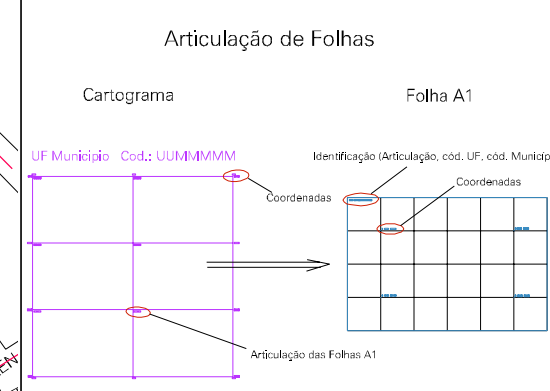 Articulação de Folhas
Cartograma
Folha A1
UF Municipio Cod.: UUMMMMM
Identificação (Articulação, cód. UF, cód. Municíp
Coordenadas
Coordenadas
Articulação das Folhas A1